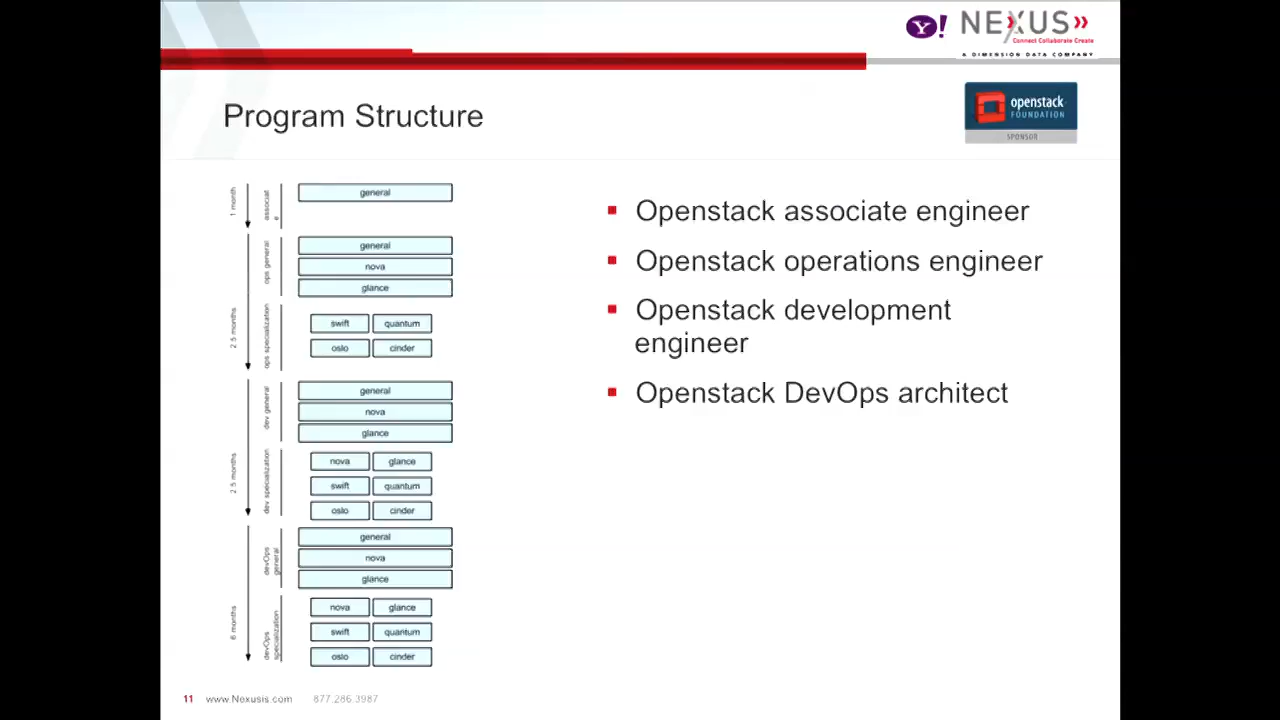 Y! NEXUS»
Connect Collaborate Create
A DIMENSION DATA COMPANY
Program Structure
openstack
FOUNDATION
SPONSOR
1 month
associat
e
general
ops general
general
nova
glance
2 5 months
ops specialization
swift quantum
oslo cinder
dev general
general
nova
glance
2 5 months
dev specialization
nova glance
swift quantum
oslo cinder
devOps
general
general
nova
glance
6 months
devOps
specialization
nova glance
swift quantum
oslo cinder
Openstack associate engineer
Openstack operations engineer
Openstack development
engineer
Openstack DevOps architect
11 www.Nexusis.com 877.286.3987